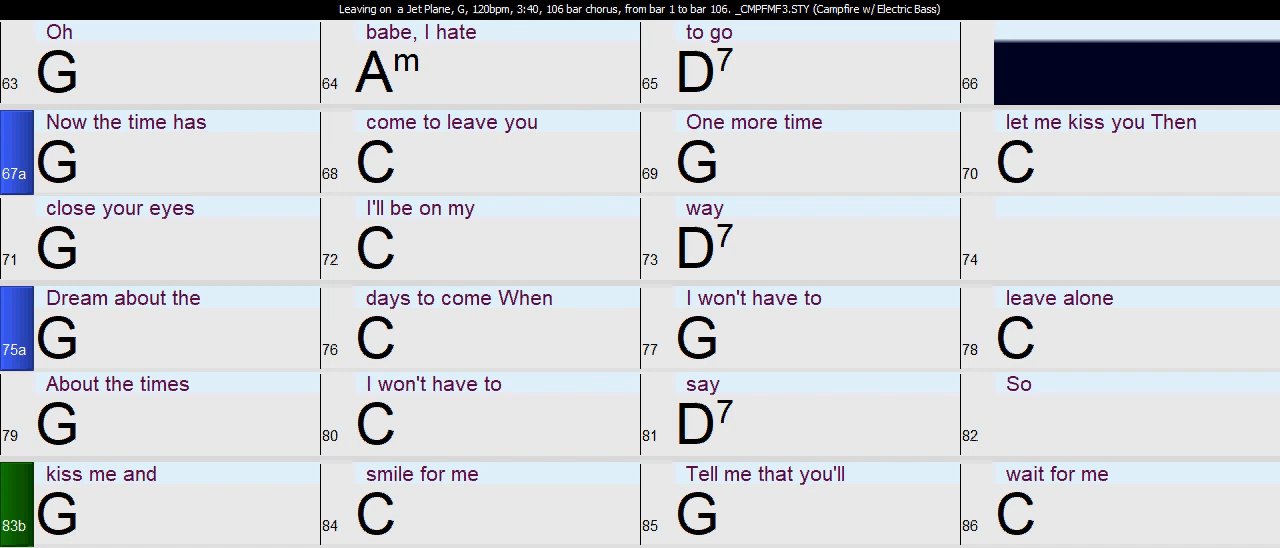 Leaving on a Jet Plane, G, 120bpm, 3:40, 106 bar chorus, from bar 1 to bar 106. _CMPFMF3.STY (Campfire w/ Electric Bass)
Oh babe, I hate to go
63 G 64 Am 65 D7 66
Now the time has come to leave you One more time let me kiss you Then
67a G 68 C 69 G 70 C
close your eyes I'll be on my way
71 G 72 C 73 D7 74
Dream about the days to come When I won't have to leave alone
75a G 76 C 77 G 78 C
About the times I won't have to say So
79 G 80 C 81 D7 82
kiss me and smile for me Tell me that you'll wait for me
83b G 84 C 85 G 86 C